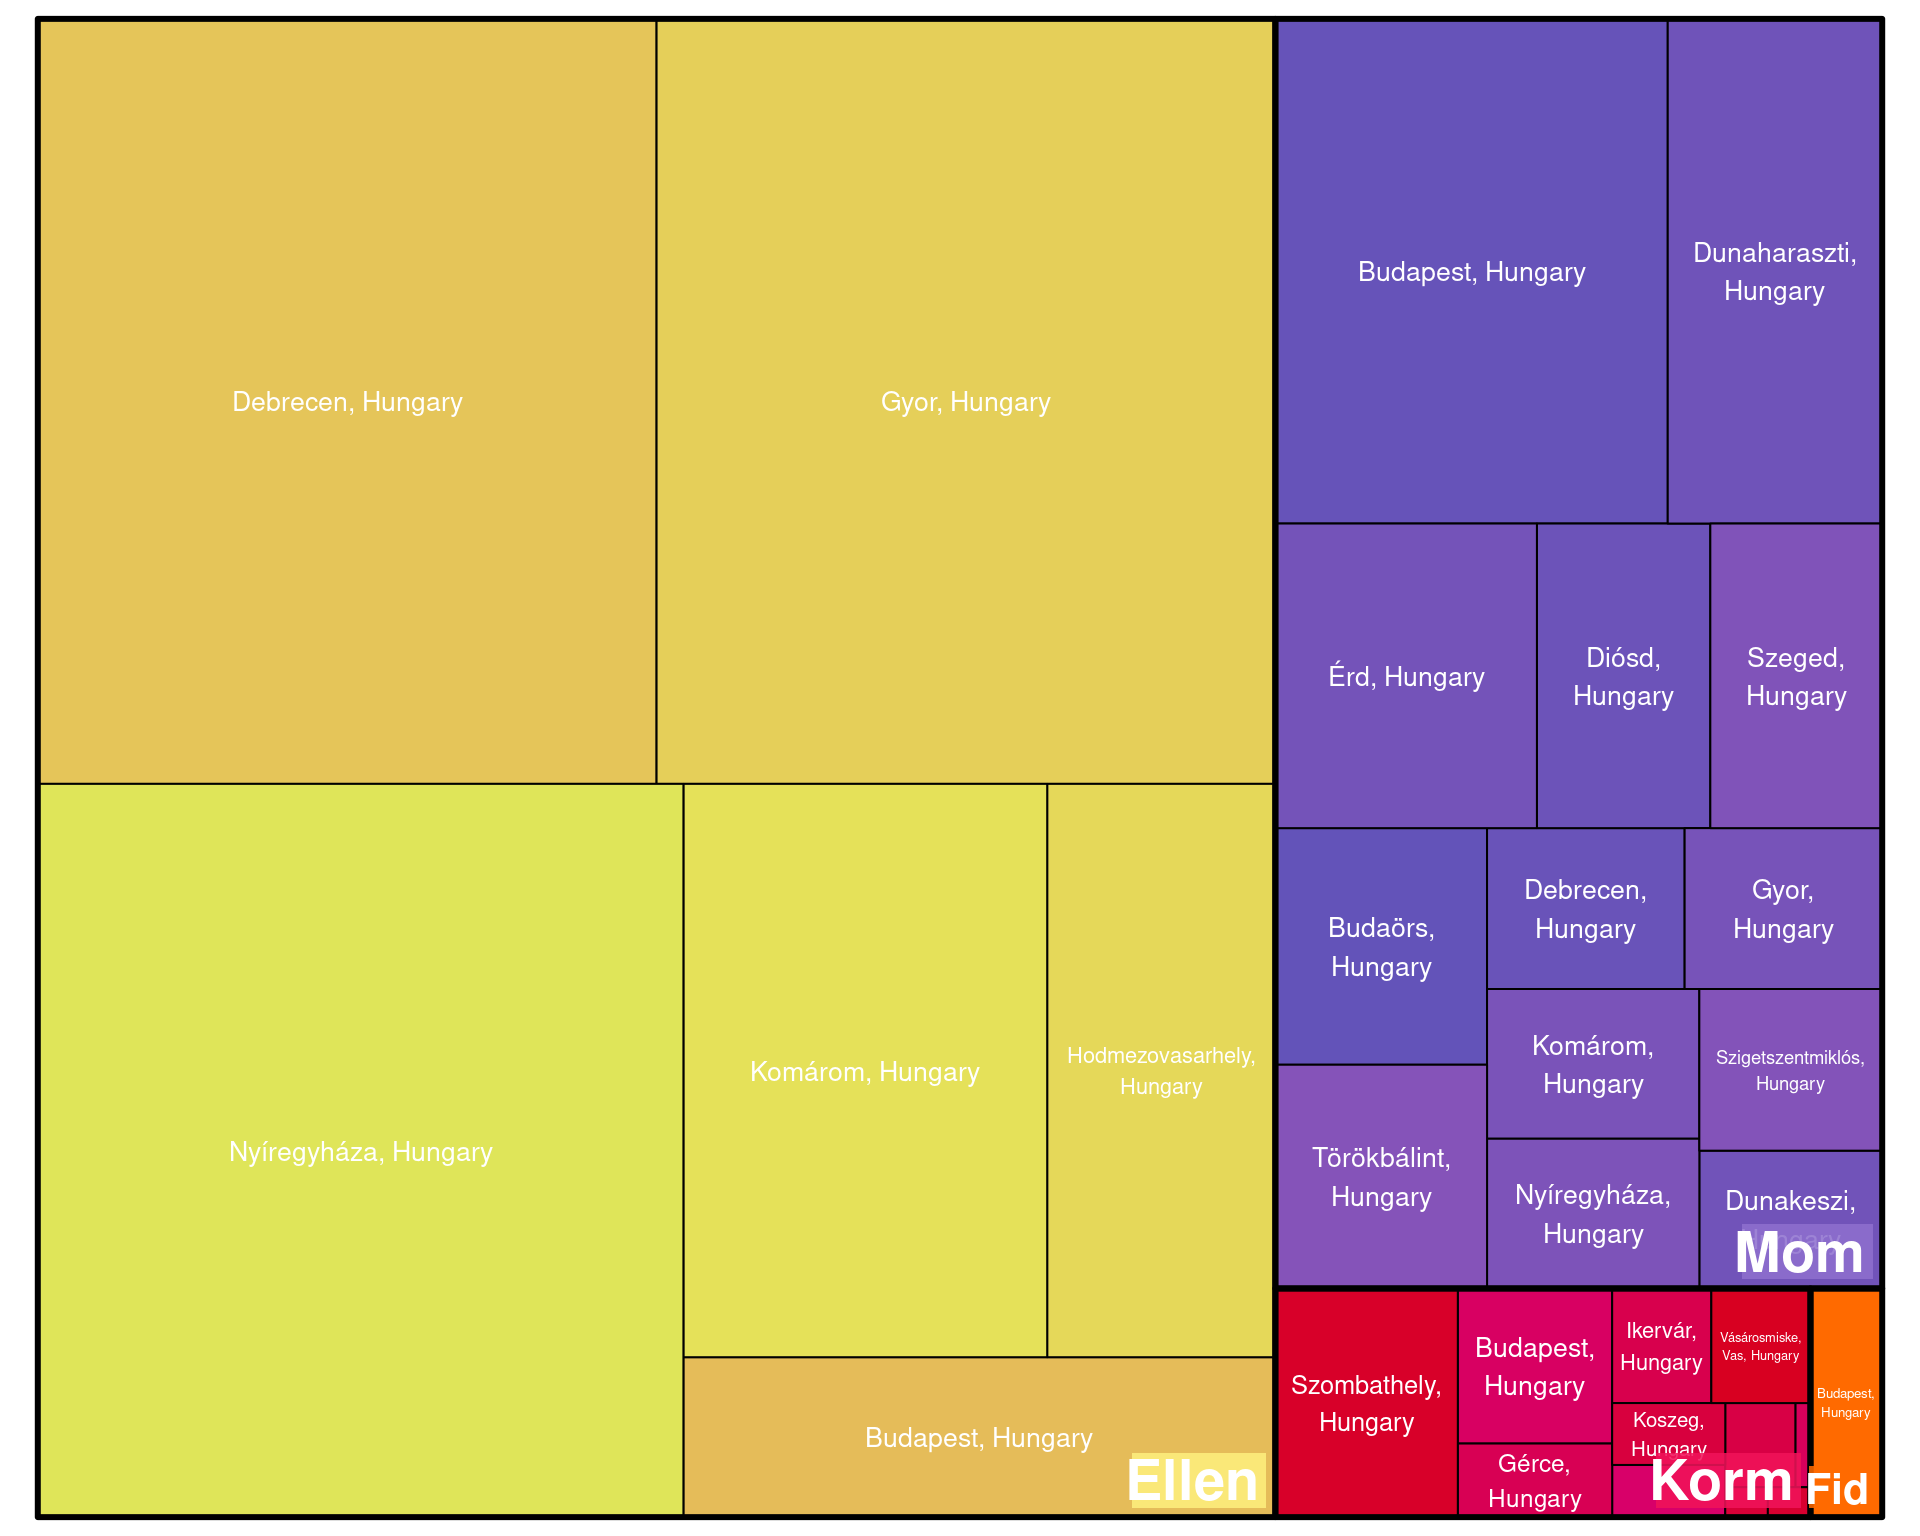 Debrecen, Hungary
Gyor, Hungary
Nyíregyháza, Hungary
Komárom, Hungary
Hodmezovasarhely,
Hungary
Budapest, Hungary
Ellen
Budapest, Hungary
Dunaharaszti,
Hungary
Érd, Hungary
Diósd,
Hungary
Szeged,
Hungary
Budaörs,
Hungary
Debrecen,
Hungary
Gyor,
Hungary
Komárom,
Hungary
Szigetszentmiklós,
Hungary
Törökbálint,
Hungary
Nyíregyháza,
Hungary
Dunakeszi,
Hungary
Mom
Szombathely,
Hungary
Budapest,
Hungary
Gérce,
Hungary
Ikervár,
Hungary
Vásárosmiske,
Vas, Hungary
Koszeg,
Hungary
Korm
Budapest,
Hungary
Fid